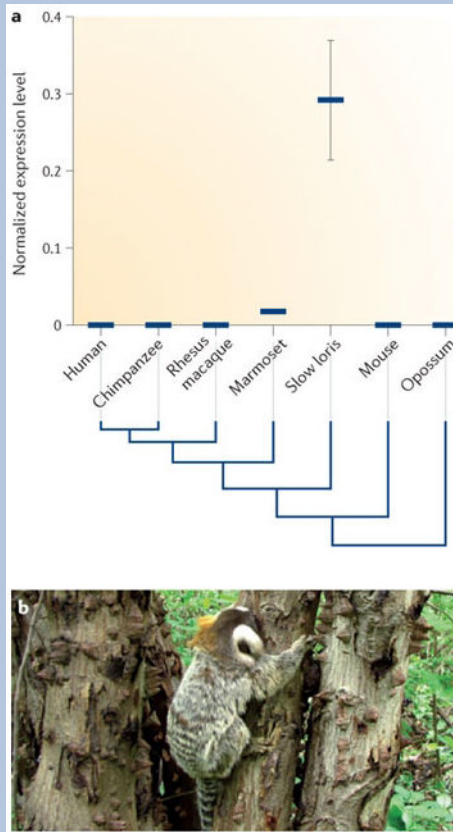 a
0.4
0.3
0.2
0.1
0
Normalized expression level
Human
Chimpanzee
Rhesus
macaque
Marmoset
Slow loris
Mouse
Opossum
b